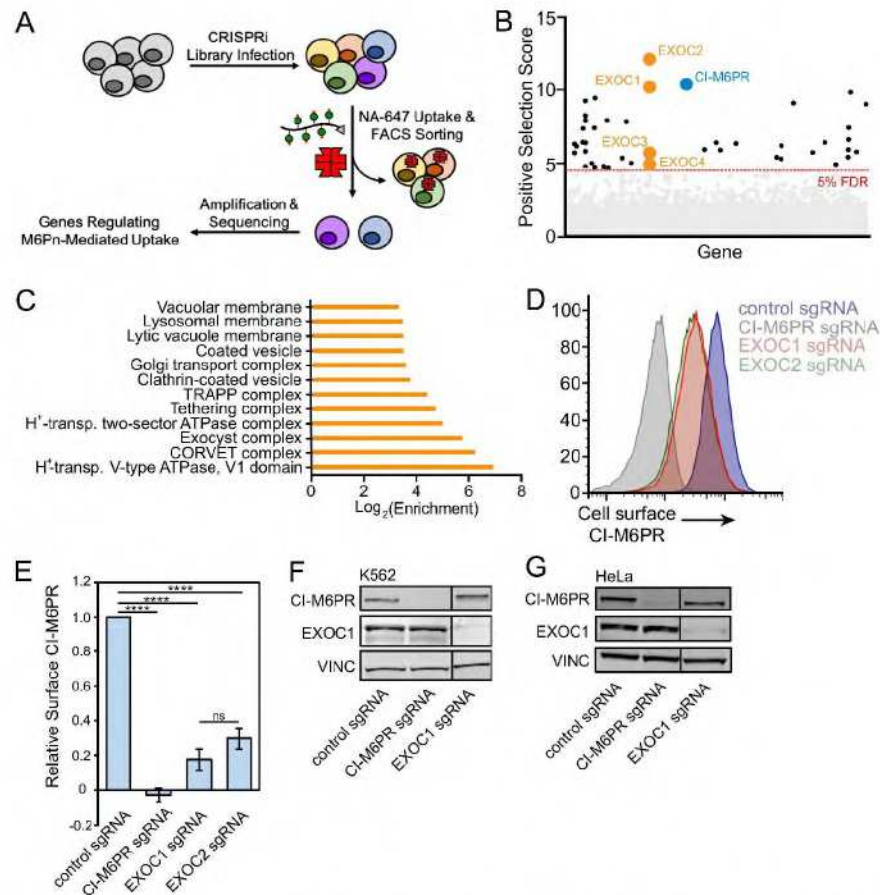 A
CRISPRi
Library Infection
NA-647 Uptake &
FACS Sorting
Amplification &
Sequencing
Genes Regulating
M6Pn-Mediated Uptake
B
Positive Selection Score
15
10
5
0
EXOC2
EXOC1
CI-M6PR
EXOC3
EXOC4
5% FDR
Gene
C
Vacuolar membrane
Lysosomal membrane
Lytic vacuole membrane
Coated vesicle
Golgi transport complex
Clathrin-coated vesicle
TRAPP complex
Tethering complex
H⁺-transp. two-sector ATPase complex
Exocyst complex
CORVET complex
H⁺-transp. V-type ATPase, V1 domain
0 2 4 6 8
Log₂(Enrichment)
D
100
80
60
40
20
0
control sgRNA
CI-M6PR sgRNA
EXOC1 sgRNA
EXOC2 sgRNA
Cell surface
CI-M6PR
E
Relative Surface CI-M6PR
1.2
1.0
0.8
0.6
0.4
0.2
0
-0.2
****
****
****
ns
control sgRNA
CI-M6PR sgRNA
EXOC1 sgRNA
EXOC2 sgRNA
F
K562
CI-M6PR
EXOC1
VINC
control sgRNA
CI-M6PR sgRNA
EXOC1 sgRNA
G
HeLa
CI-M6PR
EXOC1
VINC
control sgRNA
CI-M6PR sgRNA
EXOC1 sgRNA